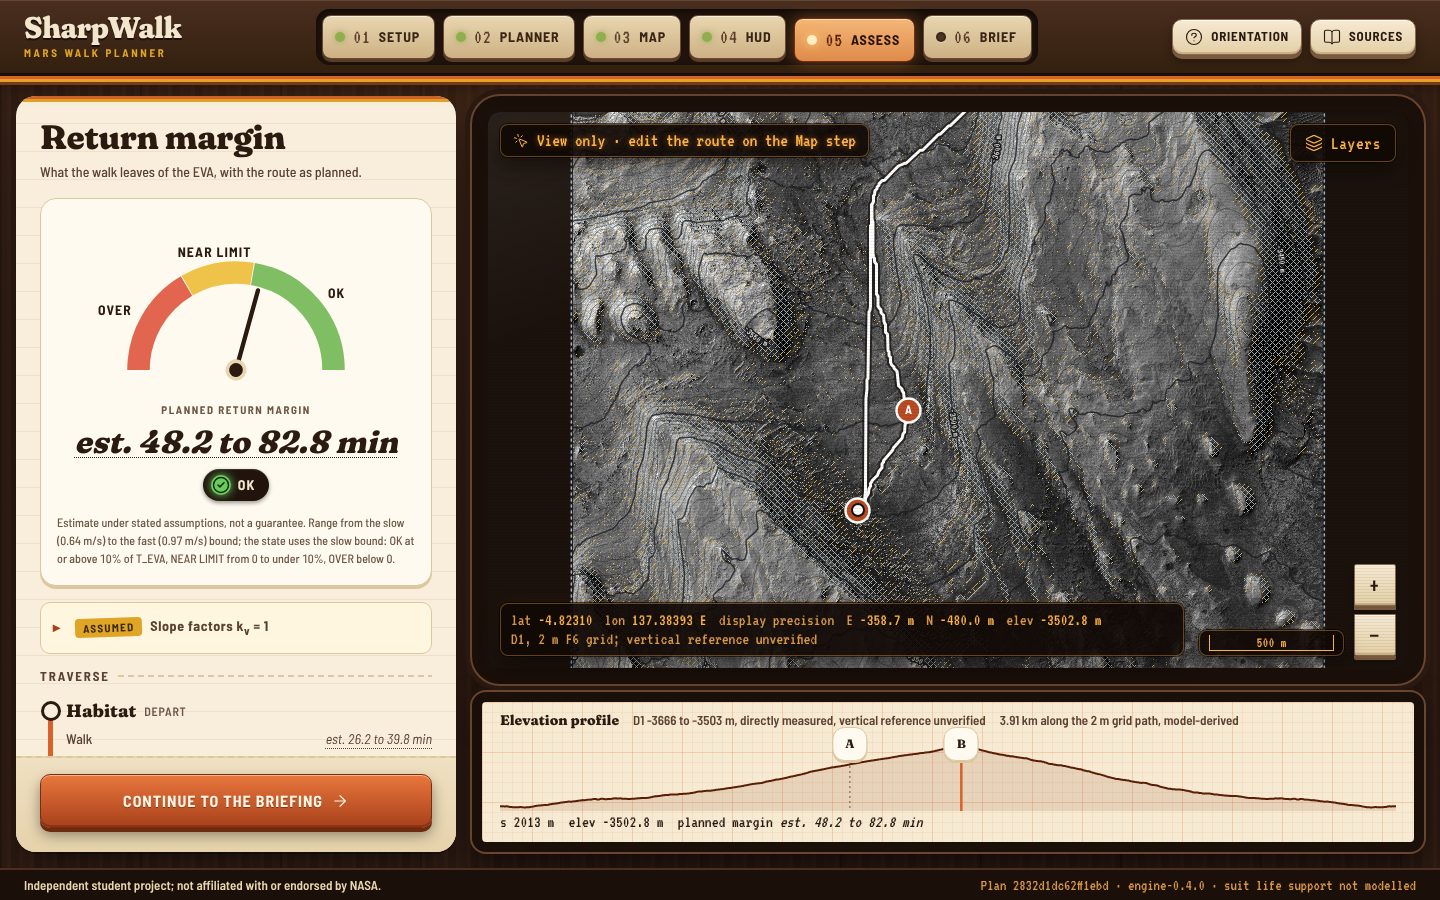 SharpWalk
MARS WALK PLANNER
01 SETUP
02 PLANNER
03 MAP
04 HUD
05 ASSESS
06 BRIEF
ORIENTATION
SOURCES
Return margin
What the walk leaves of the EVA, with the route as planned.
NEAR LIMIT
OVER
OK
PLANNED RETURN MARGIN
est. 48.2 to 82.8 min
OK
Estimate under stated assumptions, not a guarantee. Range from the slow
(0.64 m/s) to the fast (0.97 m/s) bound; the state uses the slow bound: OK at
or above 10% of T_EVA, NEAR LIMIT from 0 to under 10%, OVER below 0.
ASSUMED Slope factors kv = 1
TRAVERSE
Habitat DEPART
Walk est. 26.2 to 39.8 min
CONTINUE TO THE BRIEFING →
View only · edit the route on the Map step
Layers
A
lat -4.82310 lon 137.38393 E display precision E -358.7 m N -480.0 m elev -3502.8 m
D1, 2 m F6 grid; vertical reference unverified
500 m
+
−
Elevation profile D1 -3666 to -3503 m, directly measured, vertical reference unverified 3.91 km along the 2 m grid path, model-derived
A
B
s 2013 m elev -3502.8 m planned margin est. 48.2 to 82.8 min
Independent student project; not affiliated with or endorsed by NASA.
Plan 2832d1dc62ff1ebd · engine-0.4.0 · suit life support not modelled